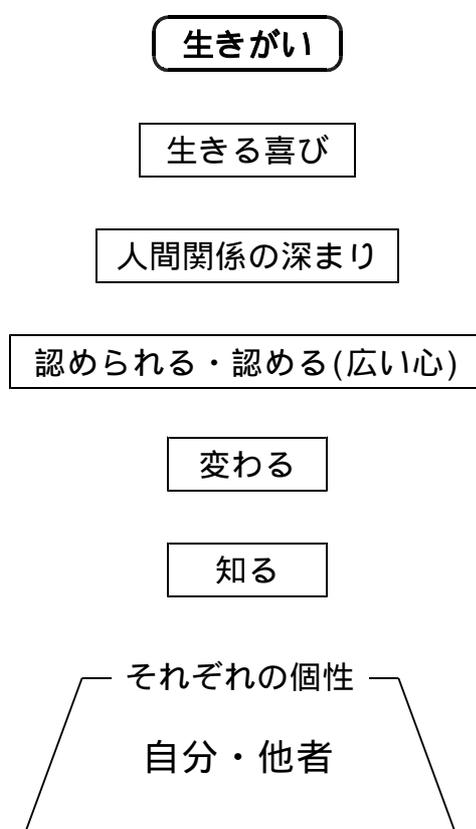 生きがい
生きる喜び
人間関係の深まり
認められる・認める(広い心)
変わる
知る
それぞれの個性
自分・他者